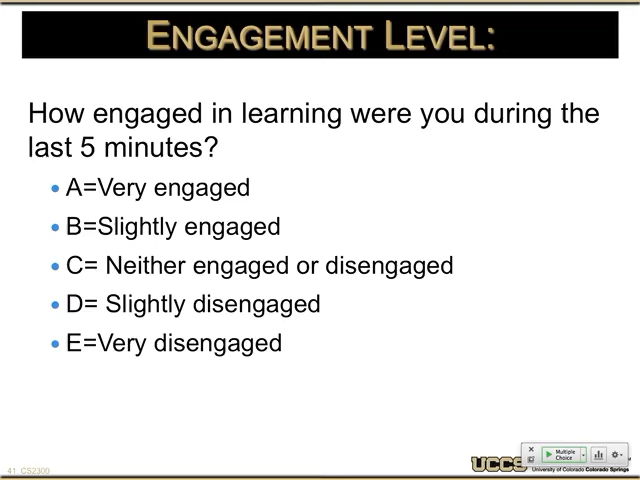 ENGAGEMENT LEVEL:
How engaged in learning were you during the
last 5 minutes?
• A=Very engaged
• B=Slightly engaged
• C= Neither engaged or disengaged
• D= Slightly disengaged
• E=Very disengaged
41 CS2300
UCCS
Multiple
Choice
University of Colorado Colorado Springs